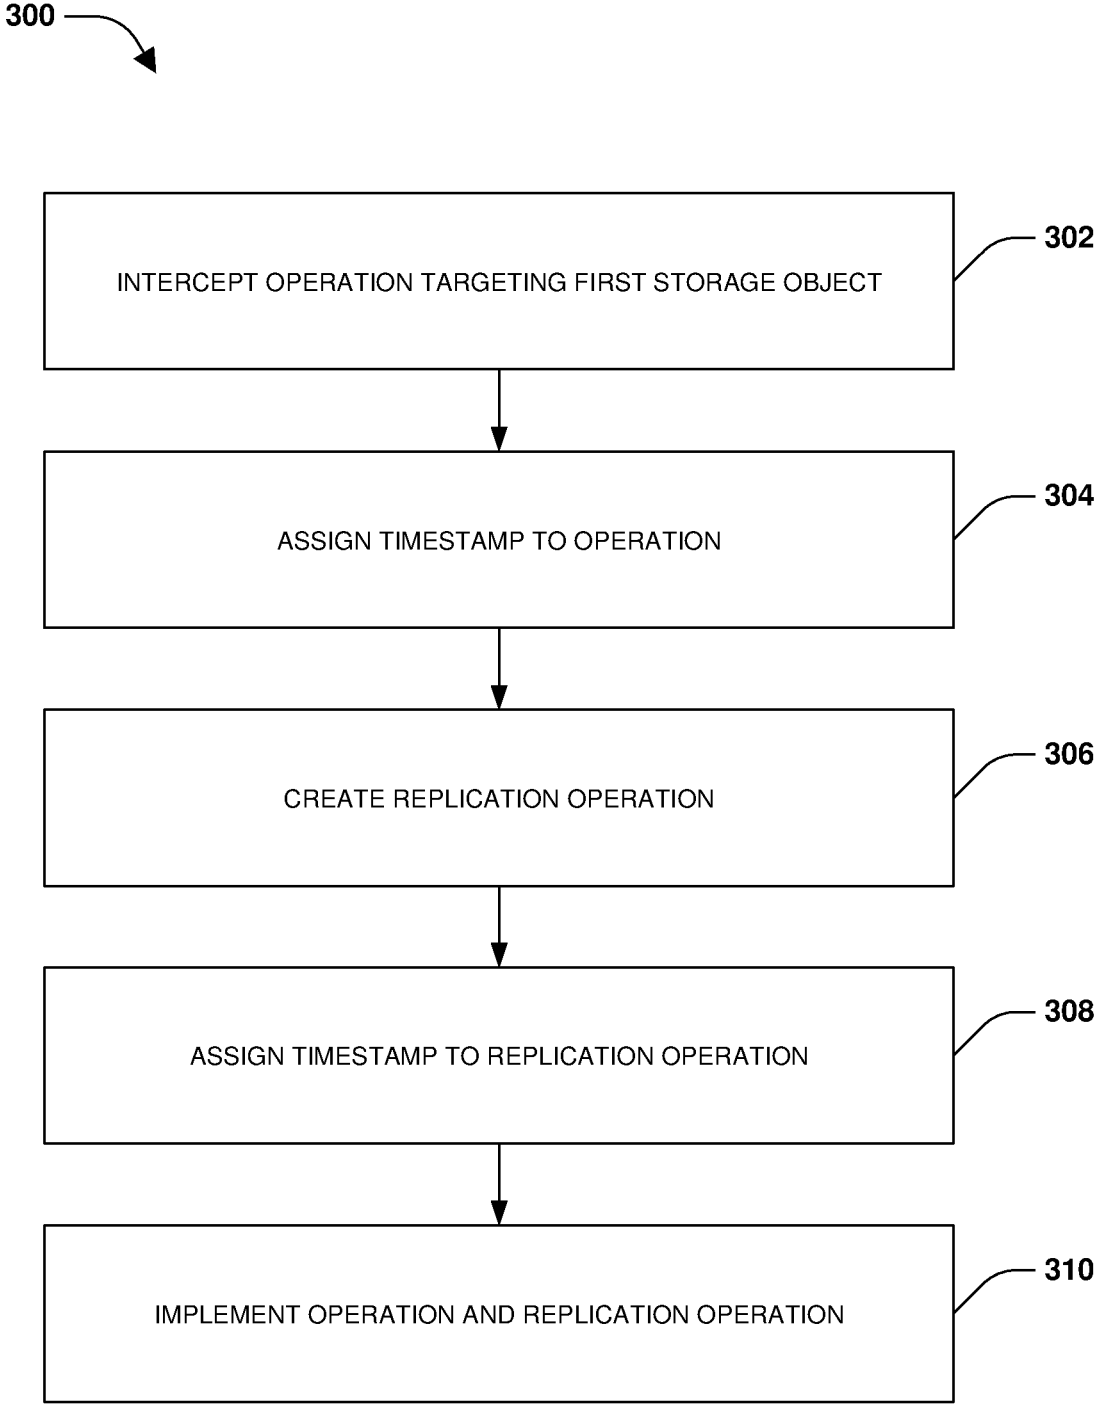 300
INTERCEPT OPERATION TARGETING FIRST STORAGE OBJECT
302
ASSIGN TIMESTAMP TO OPERATION
304
CREATE REPLICATION OPERATION
306
ASSIGN TIMESTAMP TO REPLICATION OPERATION
308
IMPLEMENT OPERATION AND REPLICATION OPERATION
310